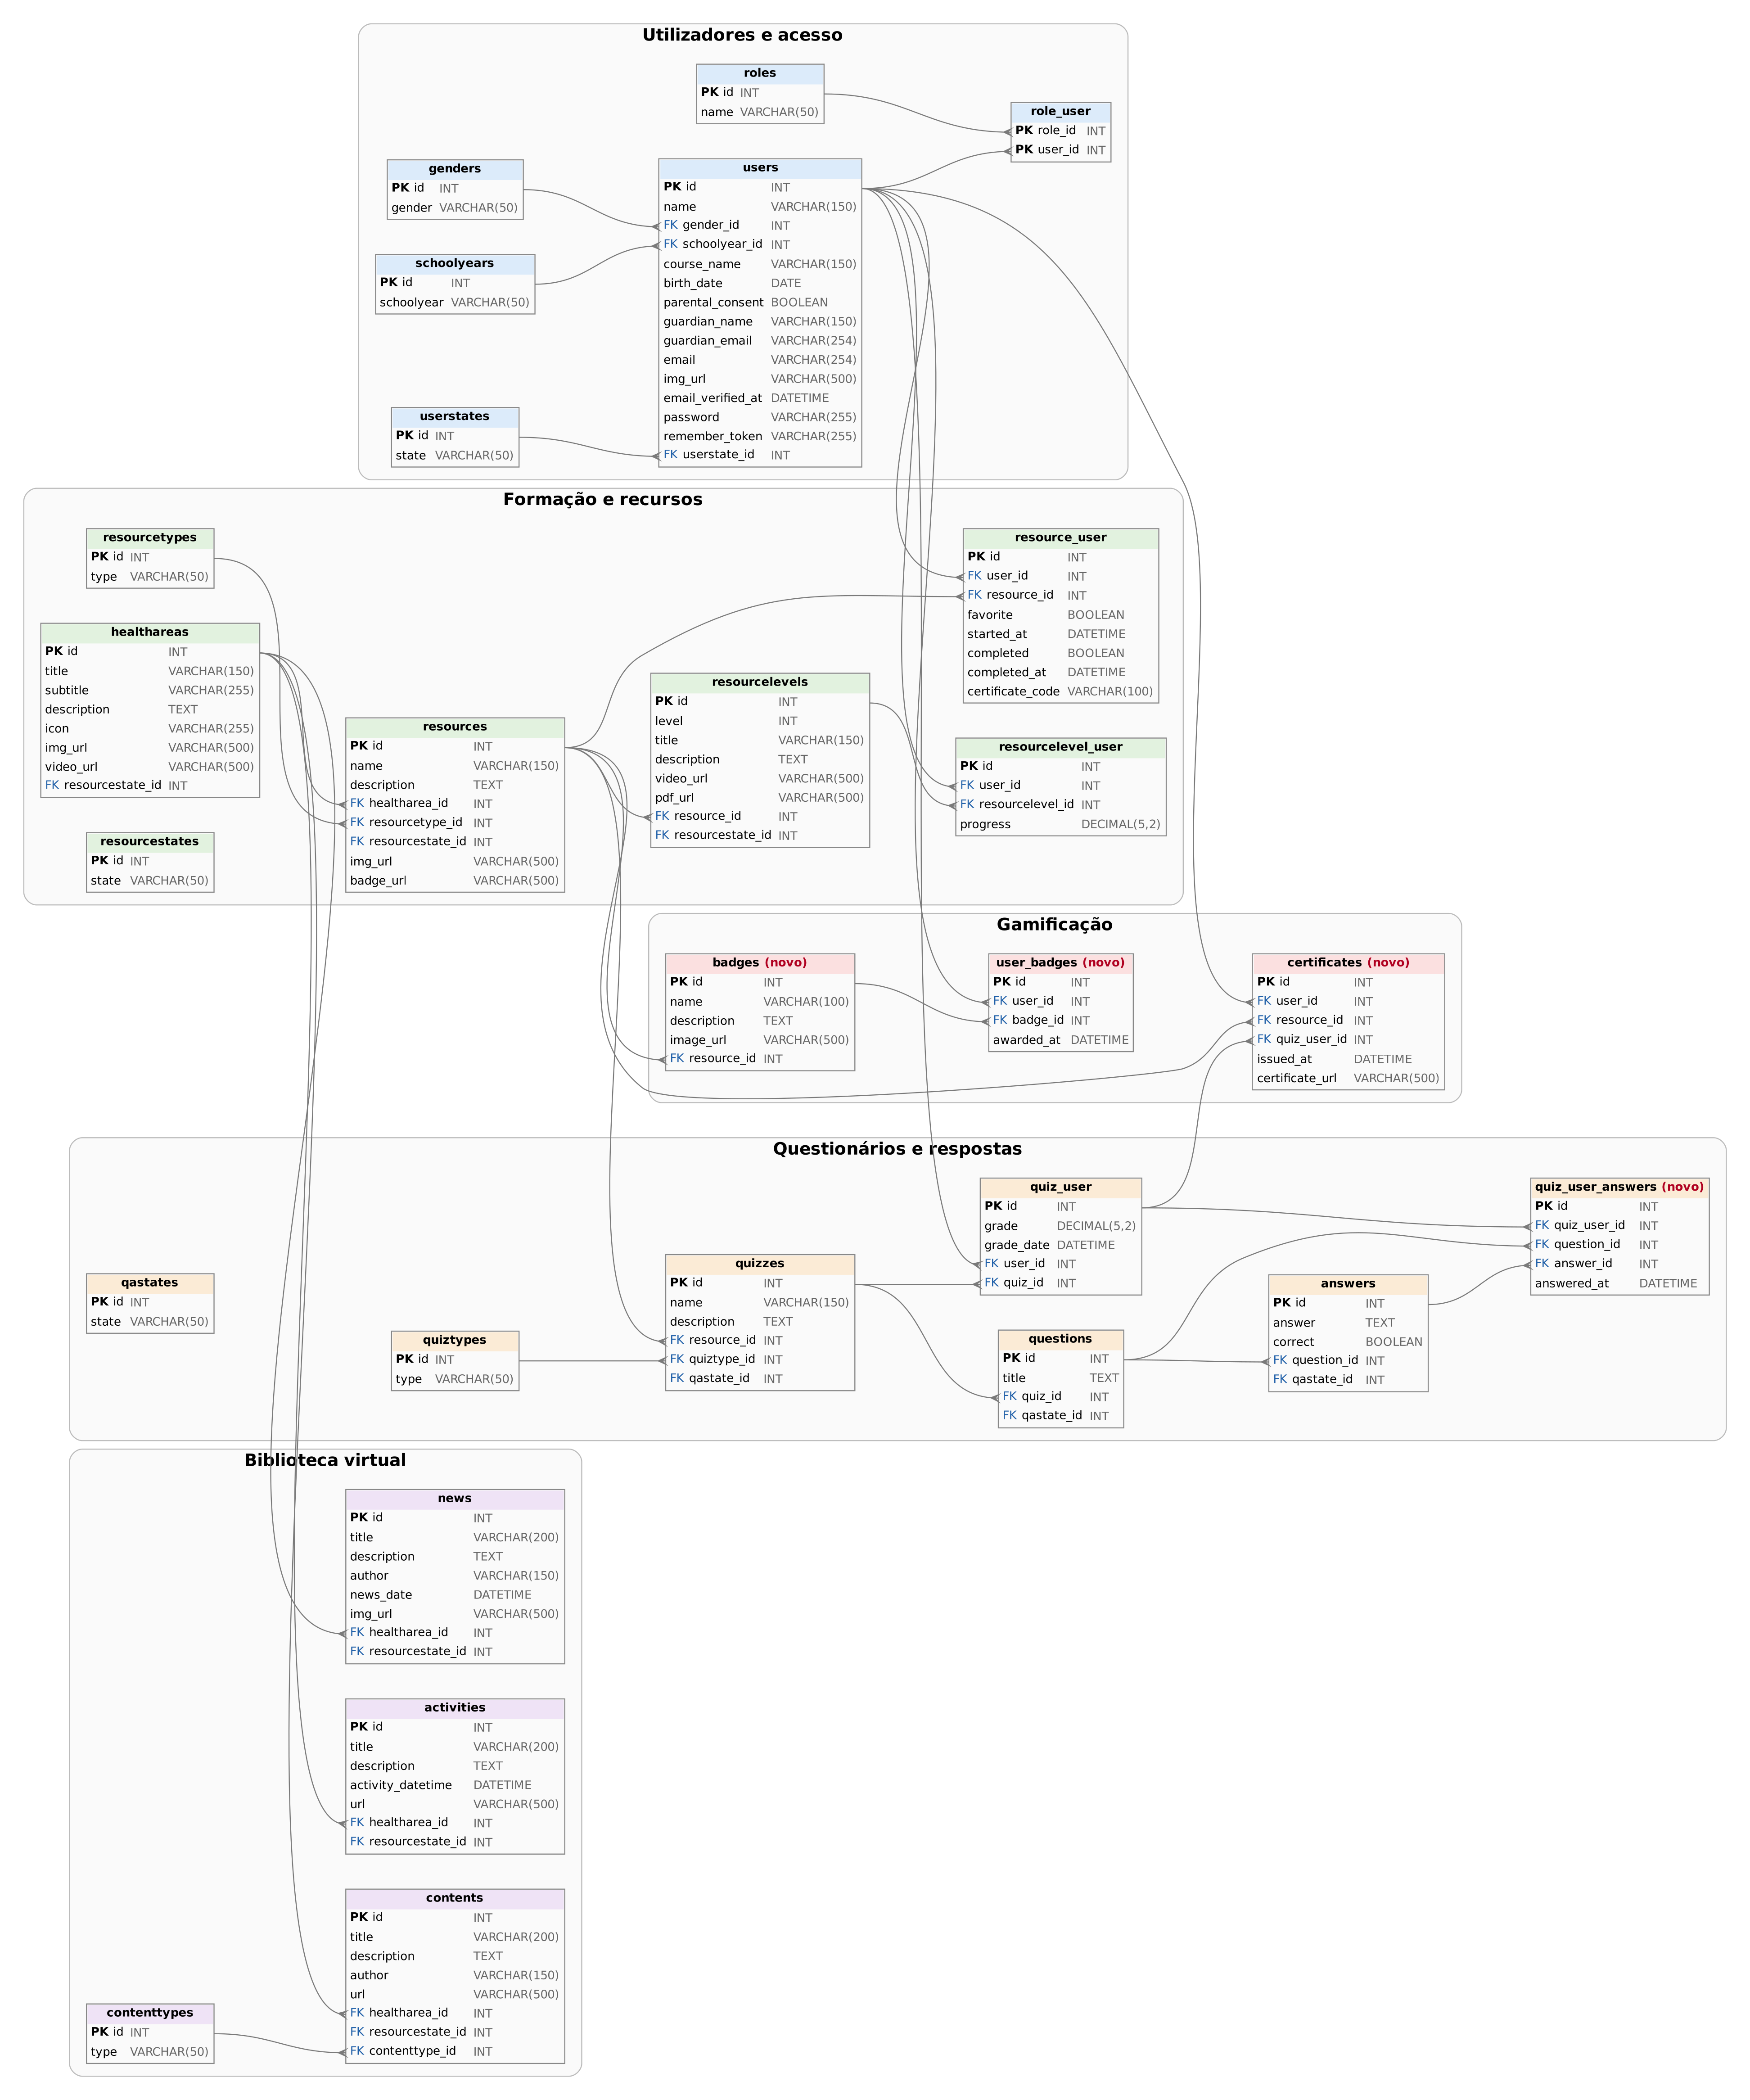 Utilizadores e acesso
roles
PK id INT
name VARCHAR(50)
role_user
PK role_id INT
PK user_id INT
genders
PK id INT
gender VARCHAR(50)
schoolyears
PK id INT
schoolyear VARCHAR(50)
userstates
PK id INT
state VARCHAR(50)
users
PK id INT
name VARCHAR(150)
FK gender_id INT
FK schoolyear_id INT
course_name VARCHAR(150)
birth_date DATE
parental_consent BOOLEAN
guardian_name VARCHAR(150)
guardian_email VARCHAR(254)
email VARCHAR(254)
img_url VARCHAR(500)
email_verified_at DATETIME
password VARCHAR(255)
remember_token VARCHAR(255)
FK userstate_id INT
Formação e recursos
resourcetypes
PK id INT
type VARCHAR(50)
healthareas
PK id INT
title VARCHAR(150)
subtitle VARCHAR(255)
description TEXT
icon VARCHAR(255)
img_url VARCHAR(500)
video_url VARCHAR(500)
FK resourcestate_id INT
resourcestates
PK id INT
state VARCHAR(50)
resources
PK id INT
name VARCHAR(150)
description TEXT
FK healtharea_id INT
FK resourcetype_id INT
FK resourcestate_id INT
img_url VARCHAR(500)
badge_url VARCHAR(500)
resourcelevels
PK id INT
level INT
title VARCHAR(150)
description TEXT
video_url VARCHAR(500)
pdf_url VARCHAR(500)
FK resource_id INT
FK resourcestate_id INT
resource_user
PK id INT
FK user_id INT
FK resource_id INT
favorite BOOLEAN
started_at DATETIME
completed BOOLEAN
completed_at DATETIME
certificate_code VARCHAR(100)
resourcelevel_user
PK id INT
FK user_id INT
FK resourcelevel_id INT
progress DECIMAL(5,2)
Gamificação
badges (novo)
PK id INT
name VARCHAR(100)
description TEXT
image_url VARCHAR(500)
FK resource_id INT
user_badges (novo)
PK id INT
FK user_id INT
FK badge_id INT
awarded_at DATETIME
certificates (novo)
PK id INT
FK user_id INT
FK resource_id INT
FK quiz_user_id INT
issued_at DATETIME
certificate_url VARCHAR(500)
Questionários e respostas
qastates
PK id INT
state VARCHAR(50)
quiztypes
PK id INT
type VARCHAR(50)
quizzes
PK id INT
name VARCHAR(150)
description TEXT
FK resource_id INT
FK quiztype_id INT
FK qastate_id INT
quiz_user
PK id INT
grade DECIMAL(5,2)
grade_date DATETIME
FK user_id INT
FK quiz_id INT
questions
PK id INT
title TEXT
FK quiz_id INT
FK qastate_id INT
answers
PK id INT
answer TEXT
correct BOOLEAN
FK question_id INT
FK qastate_id INT
quiz_user_answers (novo)
PK id INT
FK quiz_user_id INT
FK question_id INT
FK answer_id INT
answered_at DATETIME
Biblioteca virtual
news
PK id INT
title VARCHAR(200)
description TEXT
author VARCHAR(150)
news_date DATETIME
img_url VARCHAR(500)
FK healtharea_id INT
FK resourcestate_id INT
activities
PK id INT
title VARCHAR(200)
description TEXT
activity_datetime DATETIME
url VARCHAR(500)
FK healtharea_id INT
FK resourcestate_id INT
contents
PK id INT
title VARCHAR(200)
description TEXT
author VARCHAR(150)
url VARCHAR(500)
FK healtharea_id INT
FK resourcestate_id INT
FK contenttype_id INT
contenttypes
PK id INT
type VARCHAR(50)